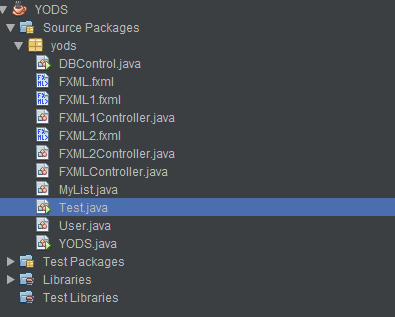 YODS
Source Packages
yods
DBControl.java
FXML.fxml
FXML1.fxml
FXML1Controller.java
FXML2.fxml
FXML2Controller.java
FXMLController.java
MyList.java
Test.java
User.java
YODS.java
Test Packages
Libraries
Test Libraries